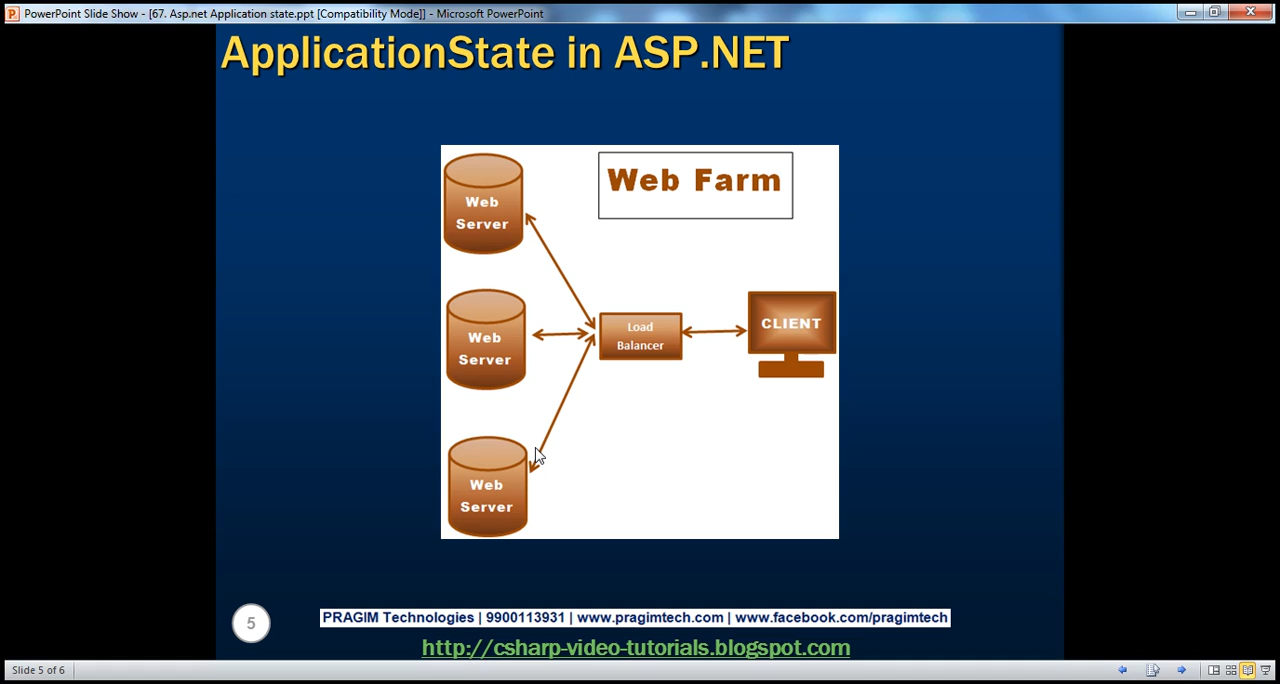 PowerPoint Slide Show - [67. Asp.net Application state.ppt [Compatibility Mode]] - Microsoft PowerPoint
ApplicationState in ASP.NET
Web Farm
Web
Server
Web
Server
Load
Balancer
CLIENT
Web
Server
5
PRAGIM Technologies | 9900113931 | www.pragimtech.com | www.facebook.com/pragimtech
http://csharp-video-tutorials.blogspot.com
Slide 5 of 6